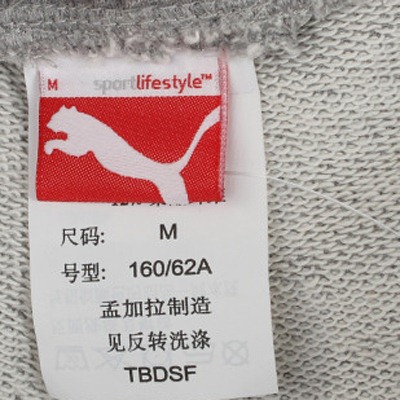 M sportlifestyle™
尺码: M
号型: 160/62A
孟加拉制造
见反转洗涤
TBDSF